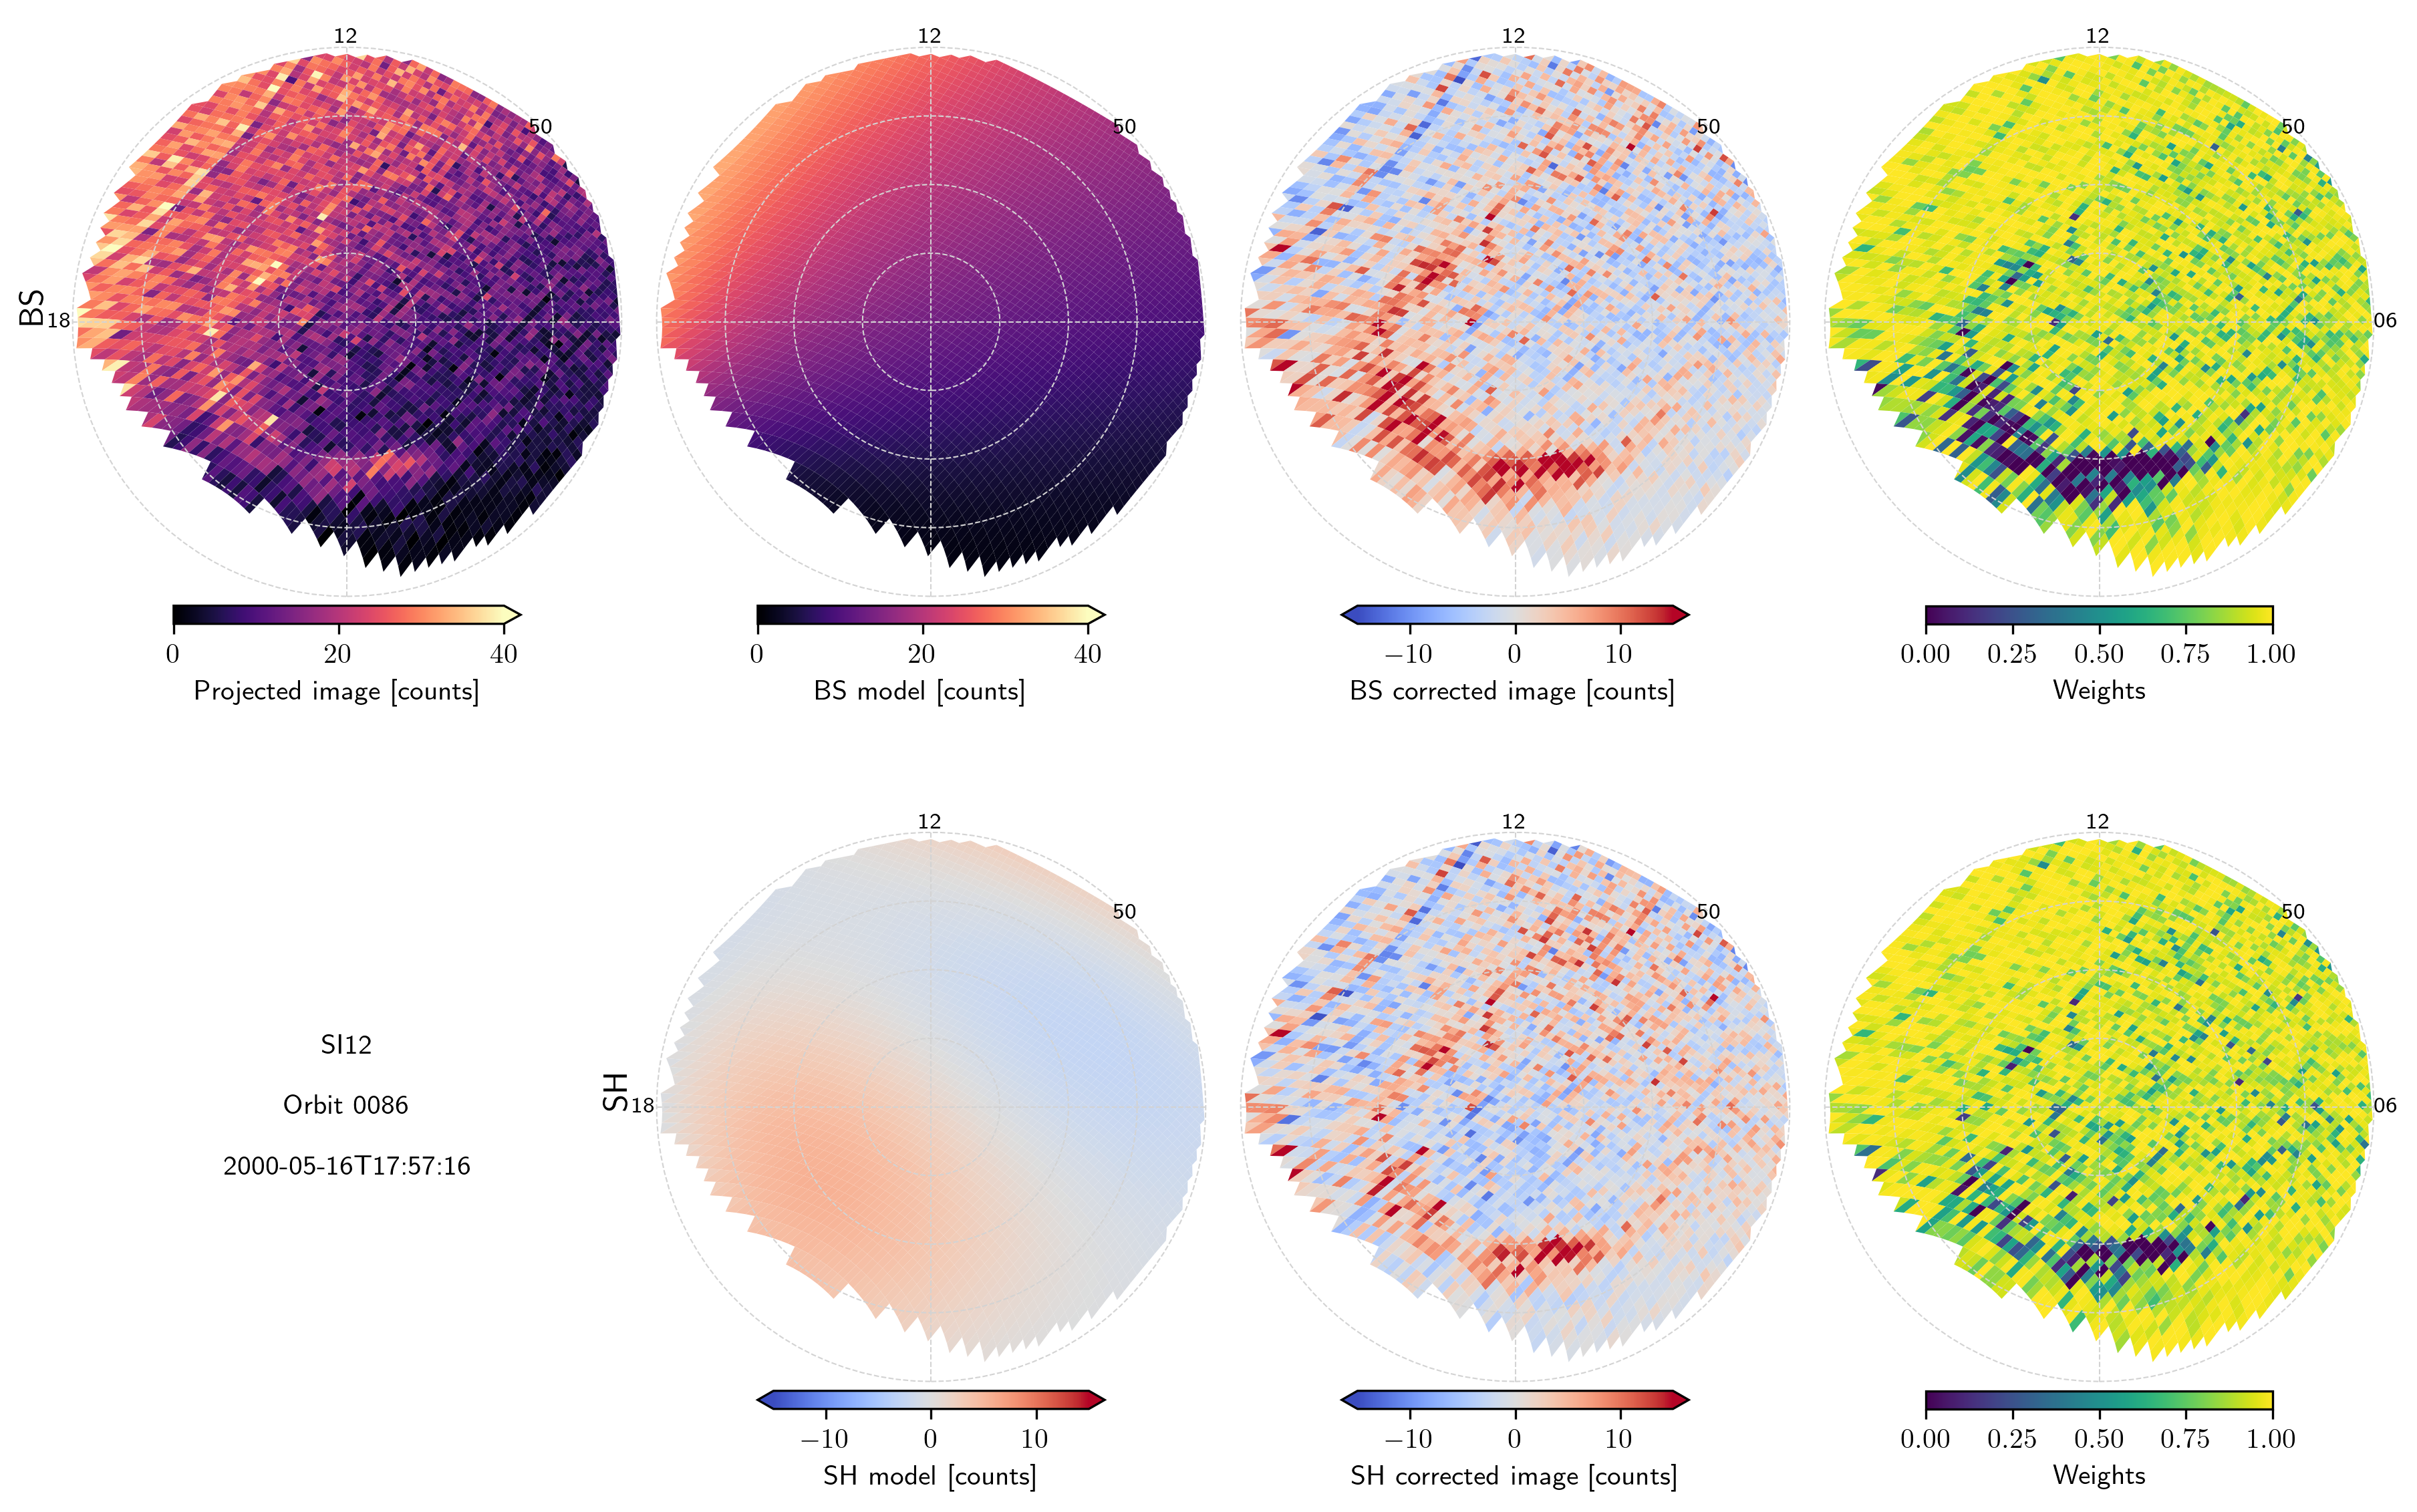 12 12 12 12
50 50 50 50
BS 18 06
0 20 40 0 20 40 −10 0 10 0.00 0.25 0.50 0.75 1.00
Projected image [counts] BS model [counts] BS corrected image [counts] Weights
12 12 12
50 50 50
SI12
SH 18 06
Orbit 0086
2000-05-16T17:57:16
−10 0 10 −10 0 10 0.00 0.25 0.50 0.75 1.00
SH model [counts] SH corrected image [counts] Weights